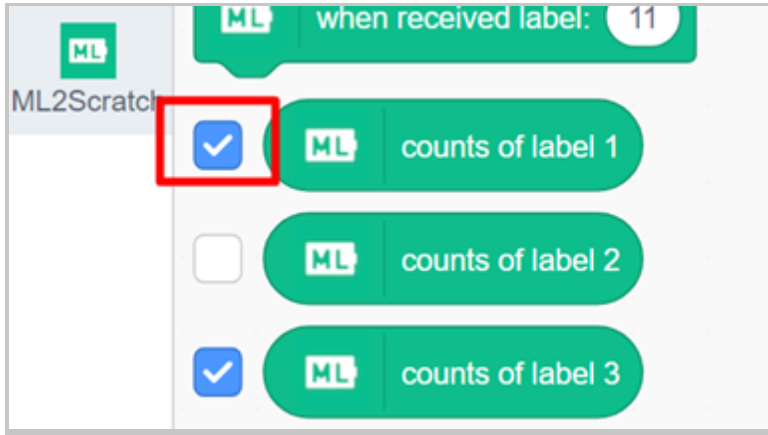 ML when received label: 11
ML
ML2Scratch
ML counts of label 1
ML counts of label 2
ML counts of label 3